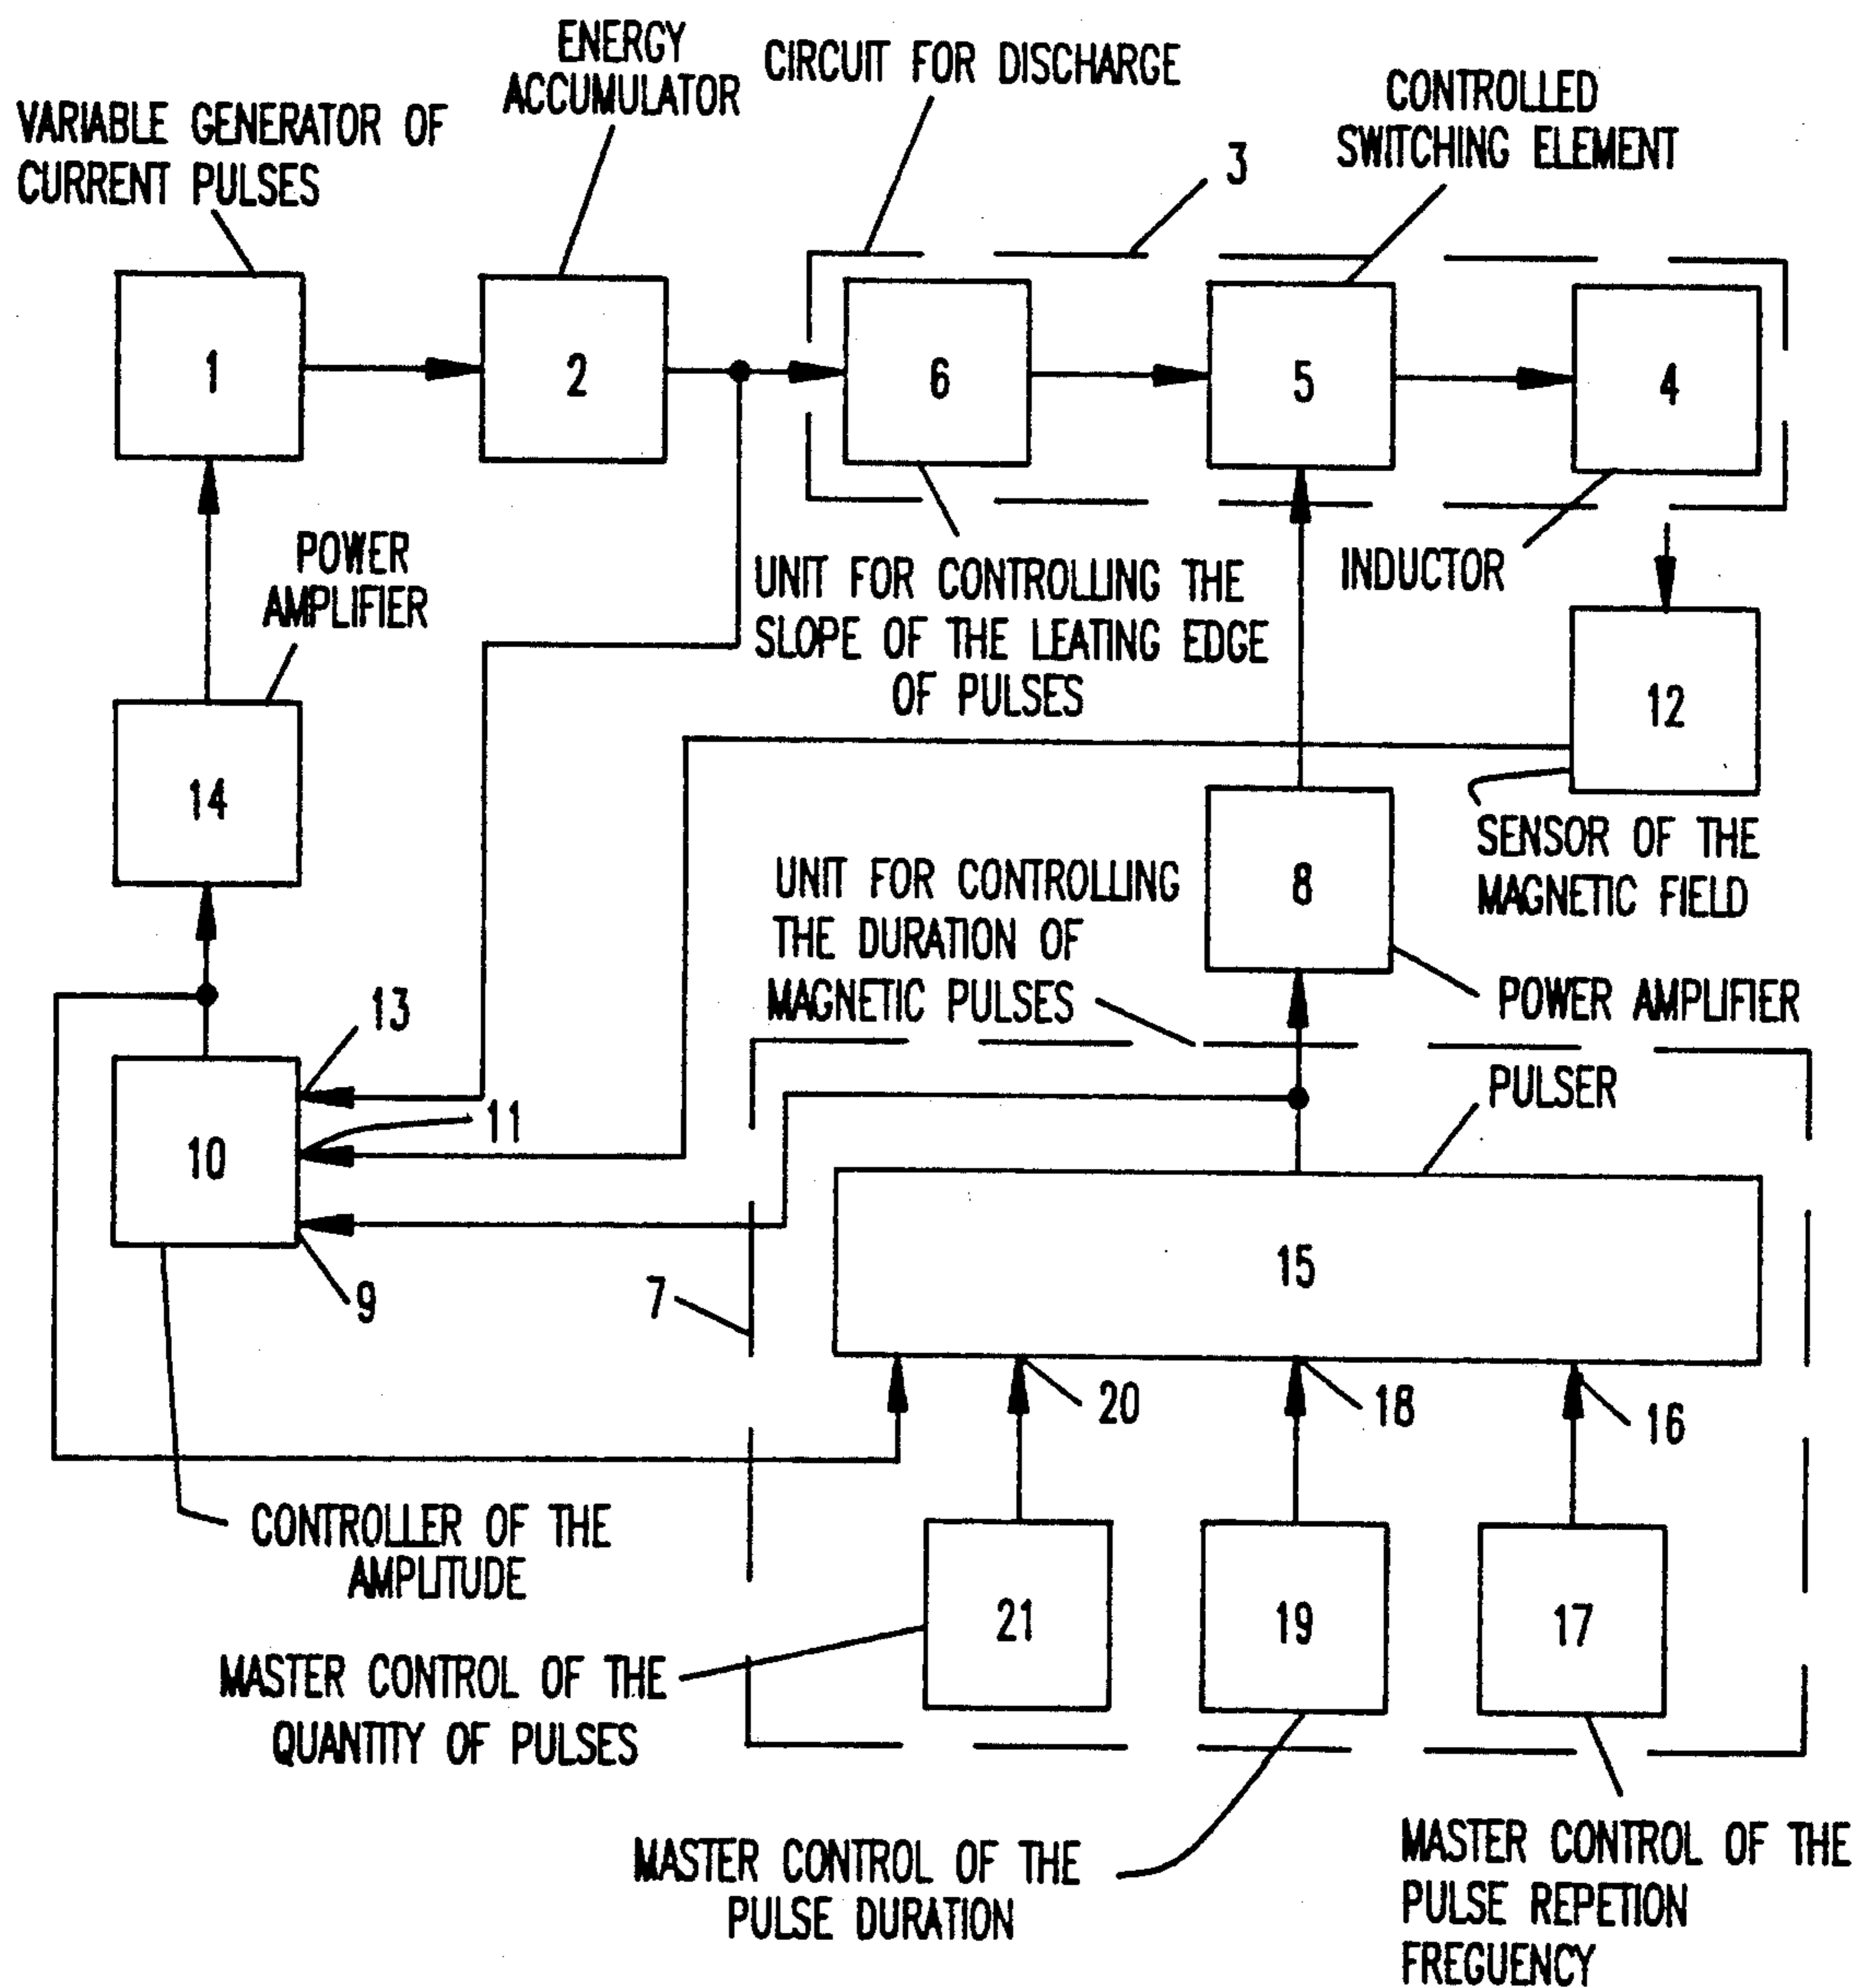 ENERGY
ACCUMULATOR
CIRCUIT FOR DISCHARGE
CONTROLLED
SWITCHING ELEMENT
VARIABLE GENERATOR OF
CURRENT PULSES
3
1
2
6
5
4
POWER
AMPLIFIER
UNIT FOR CONTROLLING THE
SLOPE OF THE LEATING EDGE
OF PULSES
INDUCTOR
12
14
SENSOR OF THE
MAGNETIC FIELD
UNIT FOR CONTROLLING
THE DURATION OF
MAGNETIC PULSES
8
POWER AMPLIFIER
13
PULSER
11
10
9
7
15
20
18
16
CONTROLLER OF THE
AMPLITUDE
21
19
17
MASTER CONTROL OF THE
QUANTITY OF PULSES
MASTER CONTROL OF THE
PULSE DURATION
MASTER CONTROL OF THE
PULSE REPETION
FREGUENCY